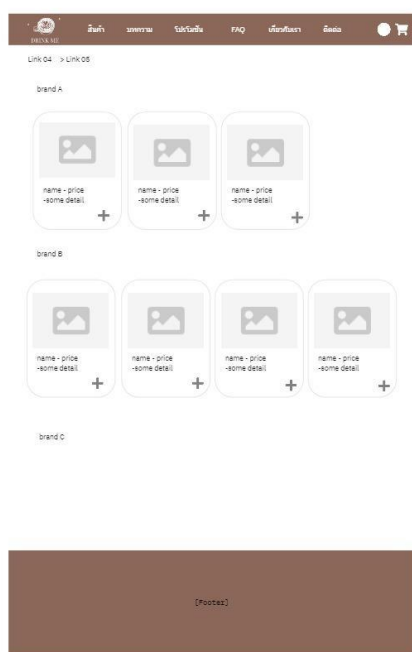 DRINK ME
สินค้า บทความ โปรโมชั่น FAQ เกี่ยวกับเรา ติดต่อ
Link 04 > Link 05
brand A
name - price name - price name - price
-some detail -some detail -some detail
brand B
name - price name - price name - price name - price
-some detail -some detail -some detail -some detail
brand C
[Footer]